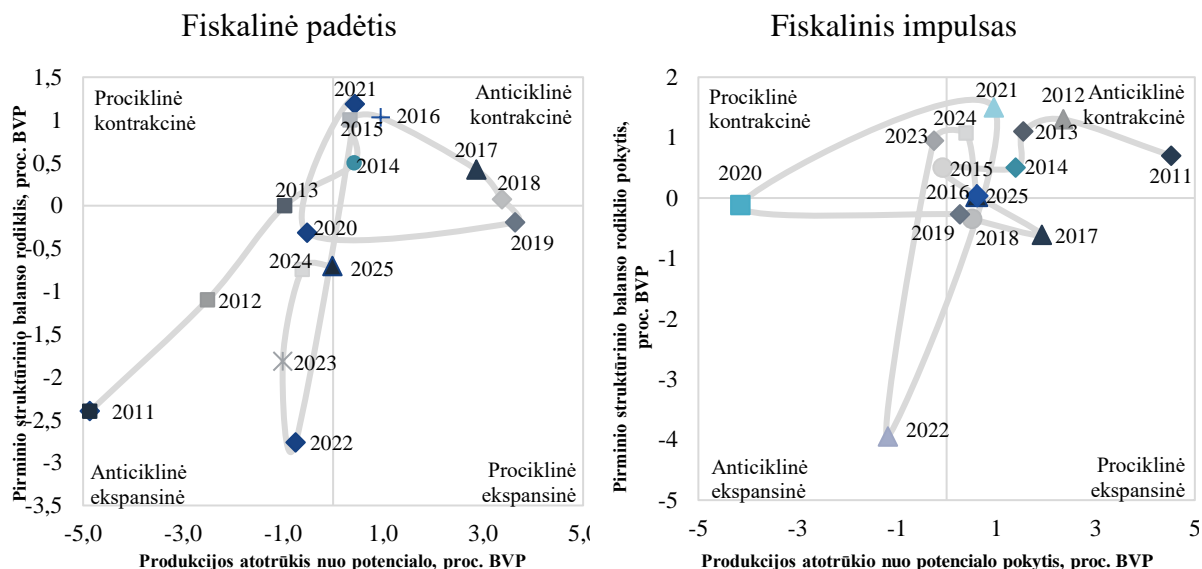 Fiskalinė padėtis
Pirminio struktūrinio balanso rodiklis, proc. BVP
1,5
1
0,5
0
-0,5
-1
-1,5
-2
-2,5
-3
-3,5
Prociklinė
kontrakcinė
Anticiklinė
kontrakcinė
2021
2015
2016
2014
2017
2018
2013
2019
2020
2024
2025
2012
2023
2011
2022
Anticiklinė
ekspansinė
Prociklinė
ekspansinė
-5,0
-3,0
-1,0
1,0
3,0
5,0
Produkcijos atotrūkis nuo potencialo, proc. BVP
Fiskalinis impulsas
Pirminio struktūrinio balanso rodiklio pokytis,
proc. BVP
2
1
0
-1
-2
-3
-4
-5
Prociklinė
kontrakcinė
Anticiklinė
kontrakcinė
2021
2012
2024
2023
2013
2011
2020
2015
2014
2016
2025
2019
2018
2017
2022
Anticiklinė
ekspansinė
Prociklinė
ekspansinė
-5
-3
-1
1
3
5
Produkcijos atotrūkio nuo potencialo pokytis, proc. BVP